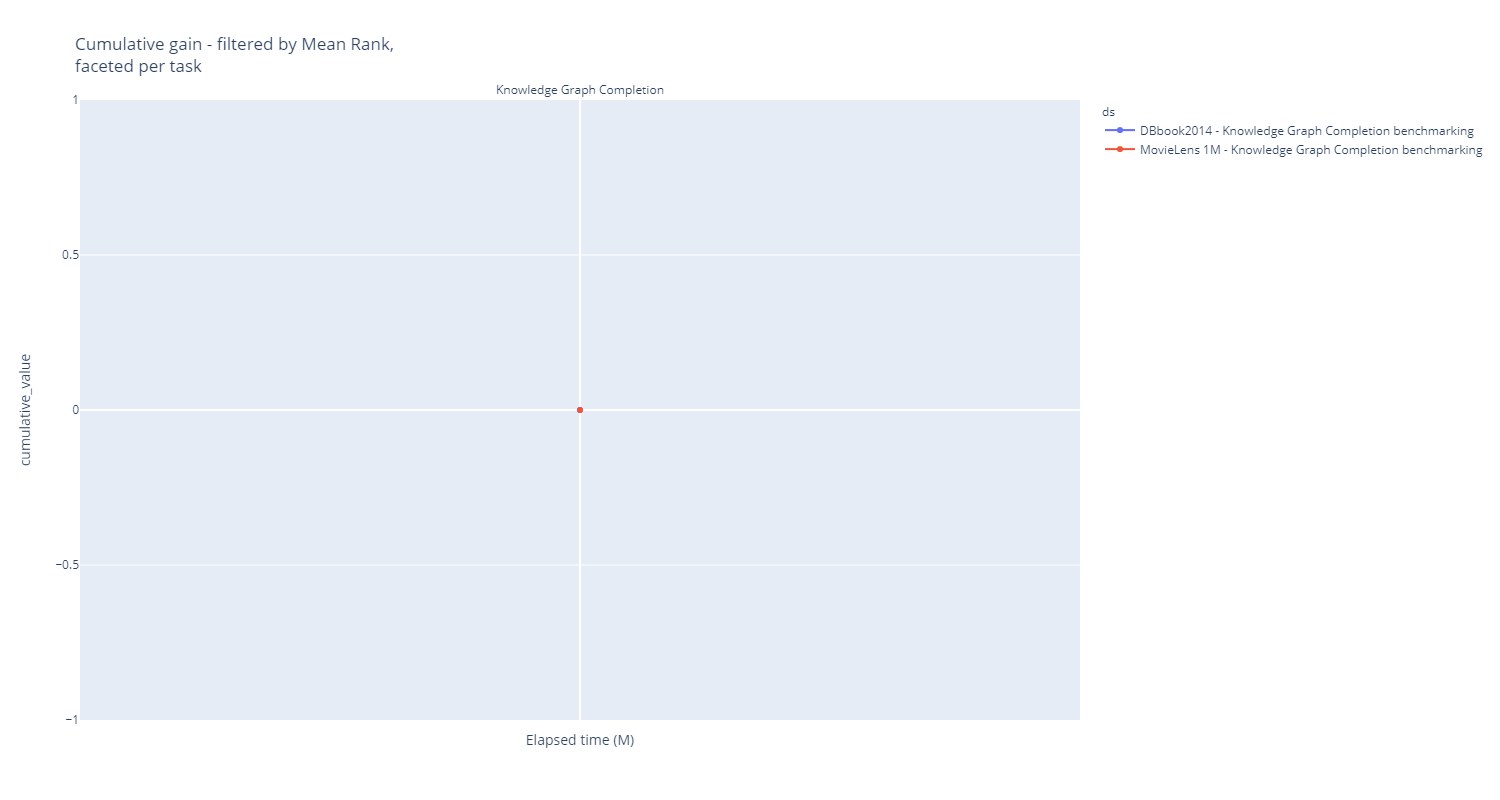 Cumulative gain - filtered by Mean Rank,
faceted per task
Knowledge Graph Completion
1
0.5
0
−0.5
−1
cumulative_value
Elapsed time (M)
ds
DBbook2014 - Knowledge Graph Completion benchmarking
MovieLens 1M - Knowledge Graph Completion benchmarking